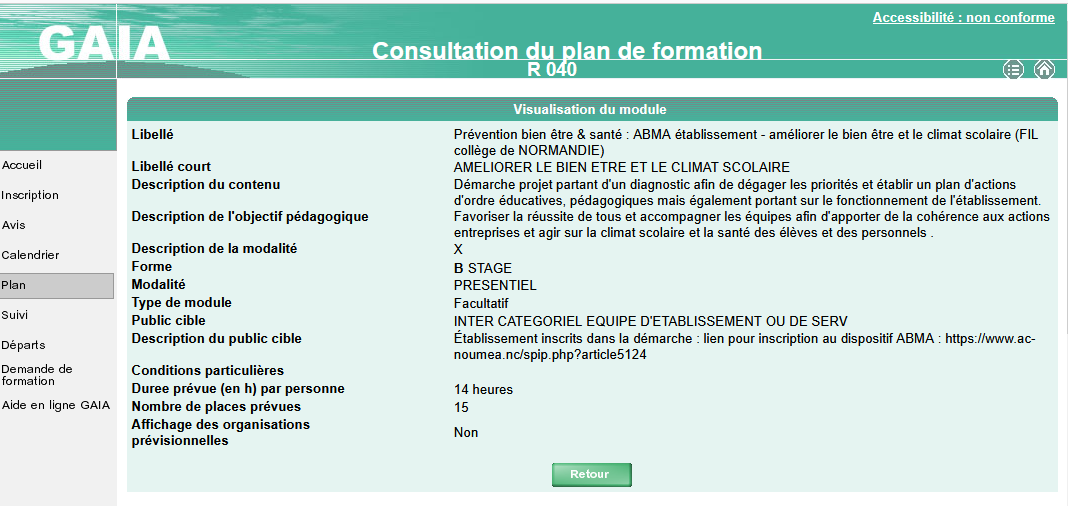 Accessibilité : non conforme
GAIA
Consultation du plan de formation
R 040
Accueil
Inscription
Avis
Calendrier
Plan
Suivi
Départs
Demande de
formation
Aide en ligne GAIA
Visualisation du module
Libellé Prévention bien être & santé : ABMA établissement - améliorer le bien être et le climat scolaire (FIL
collège de NORMANDIE)
Libellé court AMELIORER LE BIEN ETRE ET LE CLIMAT SCOLAIRE
Description du contenu Démarche projet partant d'un diagnostic afin de dégager les priorités et établir un plan d'actions
d'ordre éducatives, pédagogiques mais également portant sur le fonctionnement de l'établissement.
Description de l'objectif pédagogique Favoriser la réussite de tous et accompagner les équipes afin d'apporter de la cohérence aux actions
entreprises et agir sur la climat scolaire et la santé des élèves et des personnels .
Description de la modalité X
Forme B STAGE
Modalité PRESENTIEL
Type de module Facultatif
Public cible INTER CATEGORIEL EQUIPE D'ETABLISSEMENT OU DE SERV
Description du public cible Établissement inscrits dans la démarche : lien pour inscription au dispositif ABMA : https://www.ac-
noumea.nc/spip.php?article5124
Conditions particulières
Duree prévue (en h) par personne 14 heures
Nombre de places prévues 15
Affichage des organisations
prévisionnelles Non
Retour